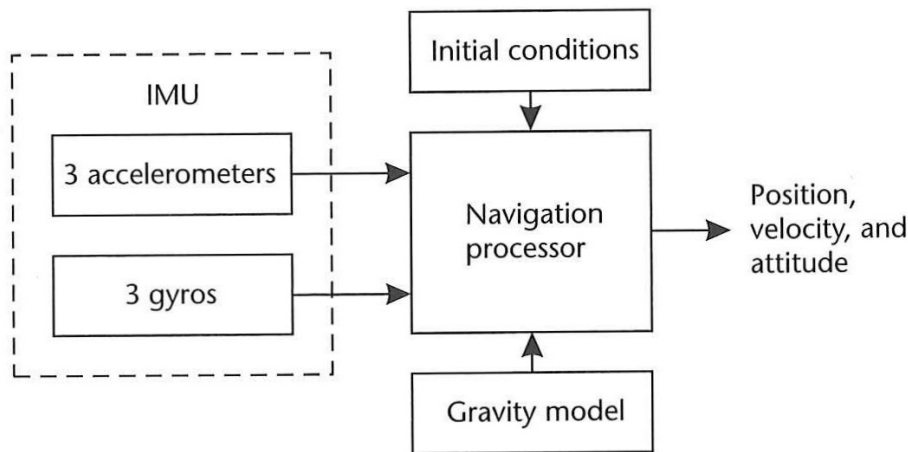 Initial conditions
IMU
3 accelerometers
3 gyros
Navigation
processor
Position,
velocity, and
attitude
Gravity model